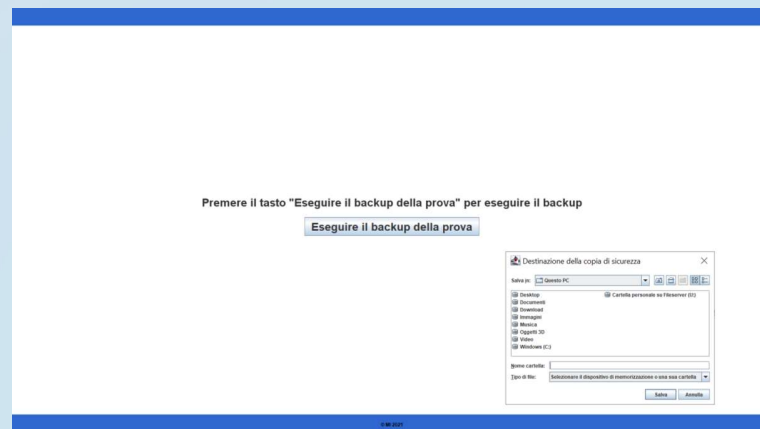 Premere il tasto "Eseguire il backup della prova" per eseguire il backup
Eseguire il backup della prova
Destinazione della copia di sicurezza
Salva in: Questo PC
Desktop
Documenti
Download
Immagini
Musica
Oggetti 3D
Video
Windows (C:)
Cartella personale su Fileserver (U:)
Nome cartella:
Tipo di file: Selezionare il dispositivo di memorizzazione o una sua cartella
Salva Annulla